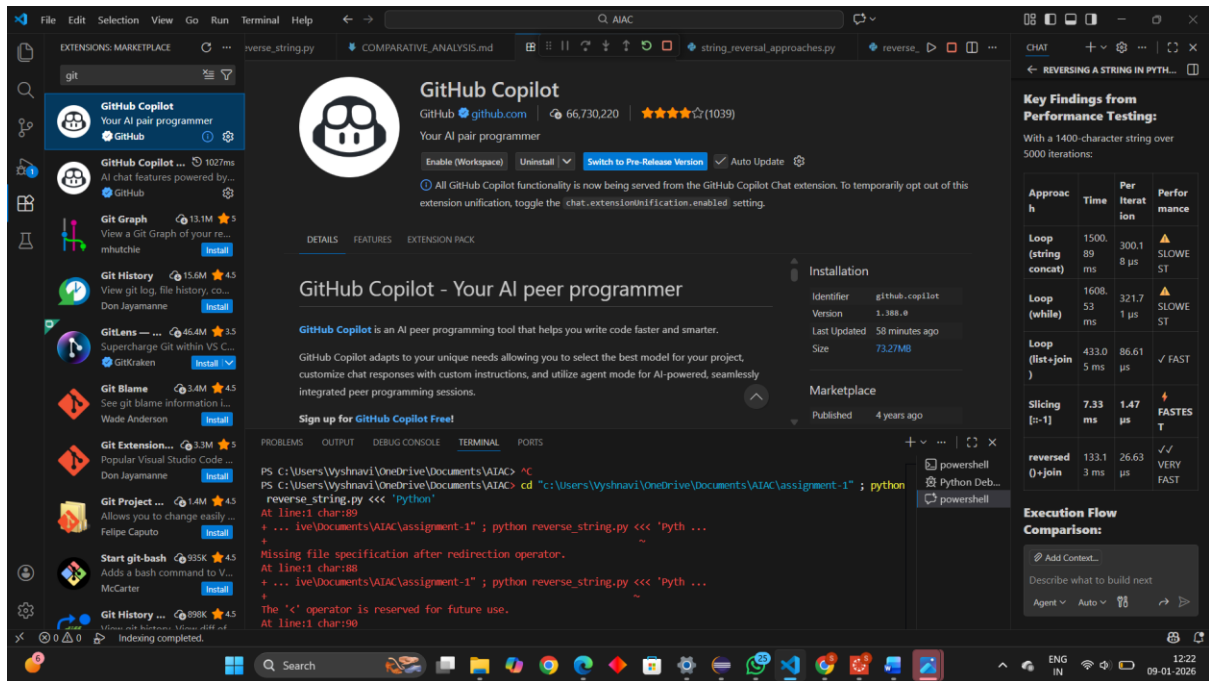 File Edit Selection View Go Run Terminal Help
AIAC
EXTENSIONS: MARKETPLACE
git
GitHub Copilot
Your AI pair programmer
GitHub
GitHub Copilot ... 1027ms
AI chat features powered by...
GitHub
Git Graph 13.1M 5
View a Git Graph of your re...
mhutchie Install
Git History 15.6M 4.5
View git log, file history, co...
Don Jayamanne Install
GitLens — ... 46.4M 3.5
Supercharge Git within VS C...
GitKraken Install
Git Blame 3.4M 4.5
See git blame information i...
Wade Anderson Install
Git Extension... 3.3M 5
Popular Visual Studio Code ...
Don Jayamanne Install
Git Project ... 1.4M 4.5
Allows you to change easily ...
Felipe Caputo Install
Start git-bash 935K 4.5
Adds a bash command to V...
McCarter Install
Git History ... 898K 4.5
View git history, View diff of
everse_string.py COMPARATIVE_ANALYSIS.md string_reversal_approaches.py reverse_
GitHub Copilot
GitHub github.com 66,730,220 (1039)
Your AI pair programmer
Enable (Workspace) Uninstall Switch to Pre-Release Version Auto Update
All GitHub Copilot functionality is now being served from the GitHub Copilot Chat extension. To temporarily opt out of this
extension unification, toggle the chat.extensionUnification.enabled setting.
DETAILS FEATURES EXTENSION PACK
GitHub Copilot - Your AI peer programmer
GitHub Copilot is an AI peer programming tool that helps you write code faster and smarter.
GitHub Copilot adapts to your unique needs allowing you to select the best model for your project,
customize chat responses with custom instructions, and utilize agent mode for AI-powered, seamlessly
integrated peer programming sessions.
Sign up for GitHub Copilot Free!
Installation
Identifier github.copilot
Version 1.388.0
Last Updated 58 minutes ago
Size 73.27MB
Marketplace
Published 4 years ago
PROBLEMS OUTPUT DEBUG CONSOLE TERMINAL PORTS
PS C:\Users\Vyshnavi\OneDrive\Documents\AIAC> ^C
PS C:\Users\Vyshnavi\OneDrive\Documents\AIAC> cd "c:\Users\Vyshnavi\OneDrive\Documents\AIAC\assignment-1" ; python
reverse_string.py <<< 'Python'
At line:1 char:89
+ ... ive\Documents\AIAC\assignment-1" ; python reverse_string.py <<< 'Pyth ...
+ ~
Missing file specification after redirection operator.
At line:1 char:88
+ ... ive\Documents\AIAC\assignment-1" ; python reverse_string.py <<< 'Pyth ...
+ ~
The '<' operator is reserved for future use.
At line:1 char:90
powershell
Python Deb...
powershell
CHAT
REVERSING A STRING IN PYTH...
Key Findings from
Performance Testing:
With a 1400-character string over
5000 iterations:
Approach Time Per Iteration Performance
Loop (string concat) 1500.89 ms 300.18 µs ⚠ SLOWEST
Loop (while) 1608.53 ms 321.71 µs ⚠ SLOWEST
Loop (list+join) 433.05 ms 86.61 µs ✓ FAST
Slicing [::-1] 7.33 ms 1.47 µs ⚡ FASTEST
reversed()+join 133.13 ms 26.63 µs ✓✓ VERY FAST
Execution Flow
Comparison:
Add Context...
Describe what to build next
Agent Auto
0 0 Indexing completed.
6
Search
25
ENG
IN
12:22
09-01-2026